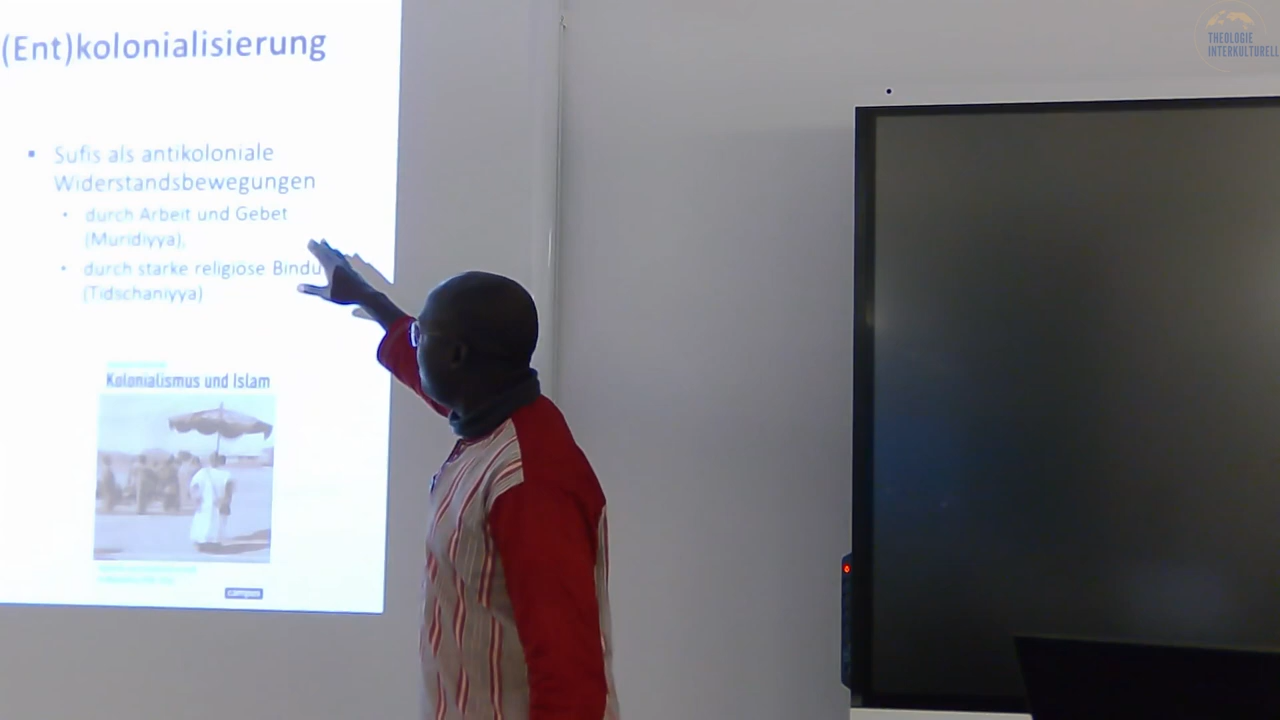 (Ent)kolonialisierung
THEOLOGIE
INTERKULTURELL
▪ Sufis als antikoloniale
Widerstandsbewegungen
• durch Arbeit und Gebet
(Muridiyya),
• durch starke religiöse Bindu
(Tidschaniyya)
Kolonialismus und Islam
campus